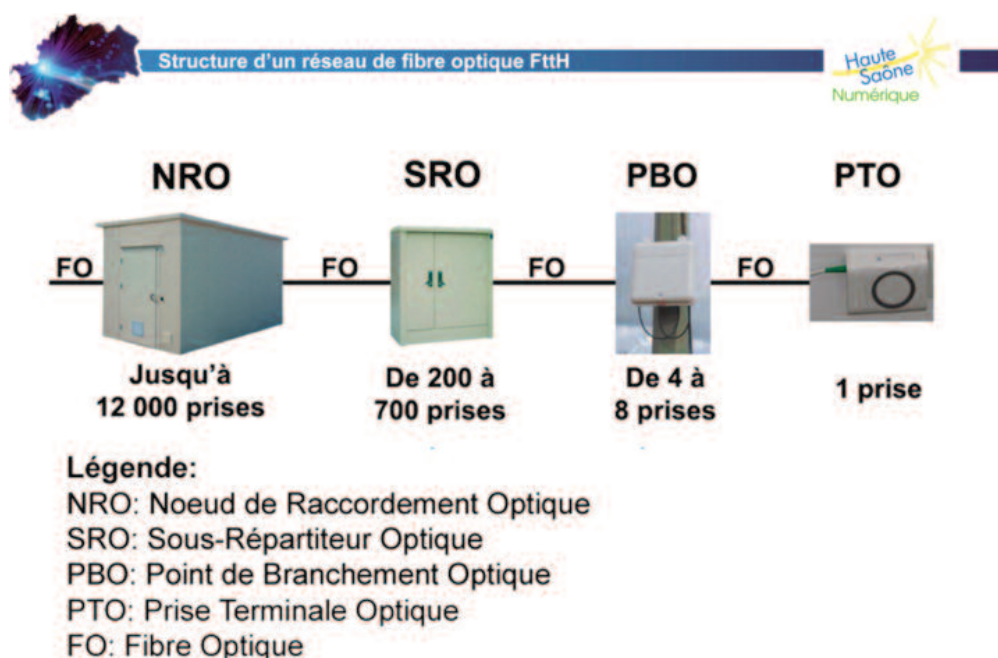 Structure d'un réseau de fibre optique FttH
Haute
Saône
Numérique
NRO
SRO
PBO
PTO
FO
FO
FO
FO
Jusqu'à
12 000 prises
De 200 à
700 prises
De 4 à
8 prises
1 prise
Légende:
NRO: Noeud de Raccordement Optique
SRO: Sous-Répartiteur Optique
PBO: Point de Branchement Optique
PTO: Prise Terminale Optique
FO: Fibre Optique